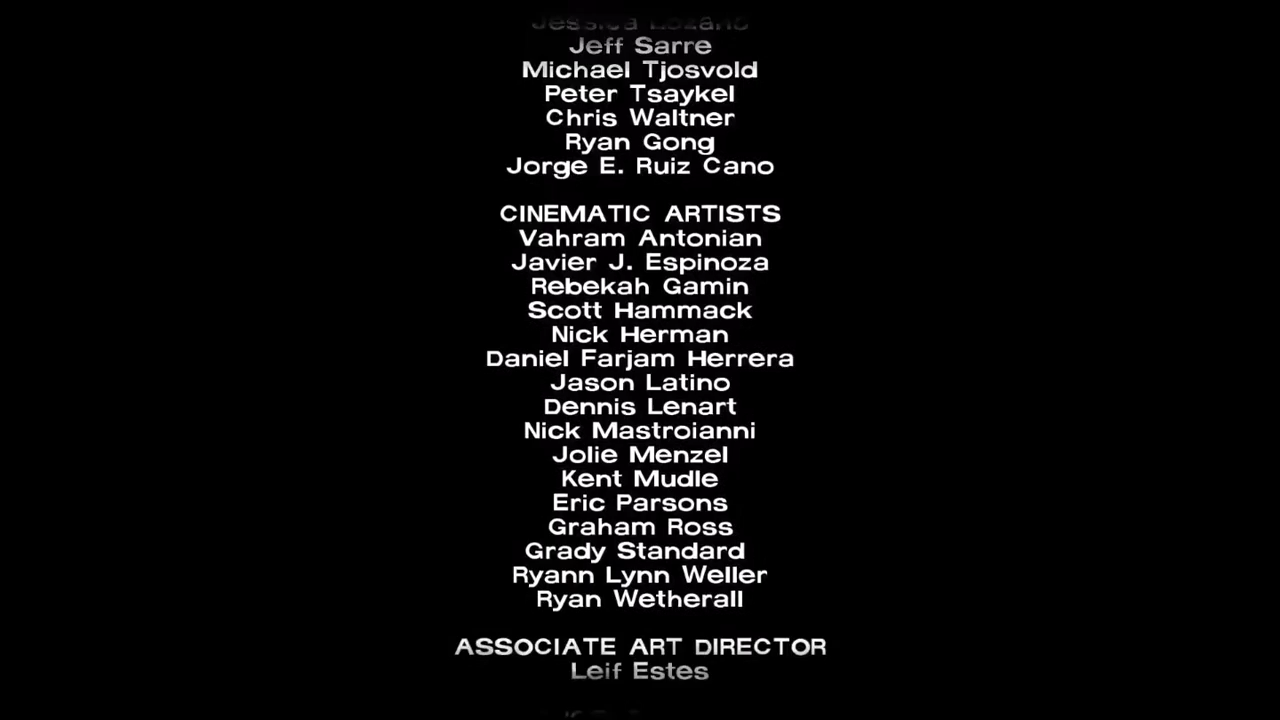 Jessica Lozano
Jeff Sarre
Michael Tjosvold
Peter Tsaykel
Chris Waltner
Ryan Gong
Jorge E. Ruiz Cano
CINEMATIC ARTISTS
Vahram Antonian
Javier J. Espinoza
Rebekah Gamin
Scott Hammack
Nick Herman
Daniel Farjam Herrera
Jason Latino
Dennis Lenart
Nick Mastroianni
Jolie Menzel
Kent Mudle
Eric Parsons
Graham Ross
Grady Standard
Ryann Lynn Weller
Ryan Wetherall
ASSOCIATE ART DIRECTOR
Leif Estes